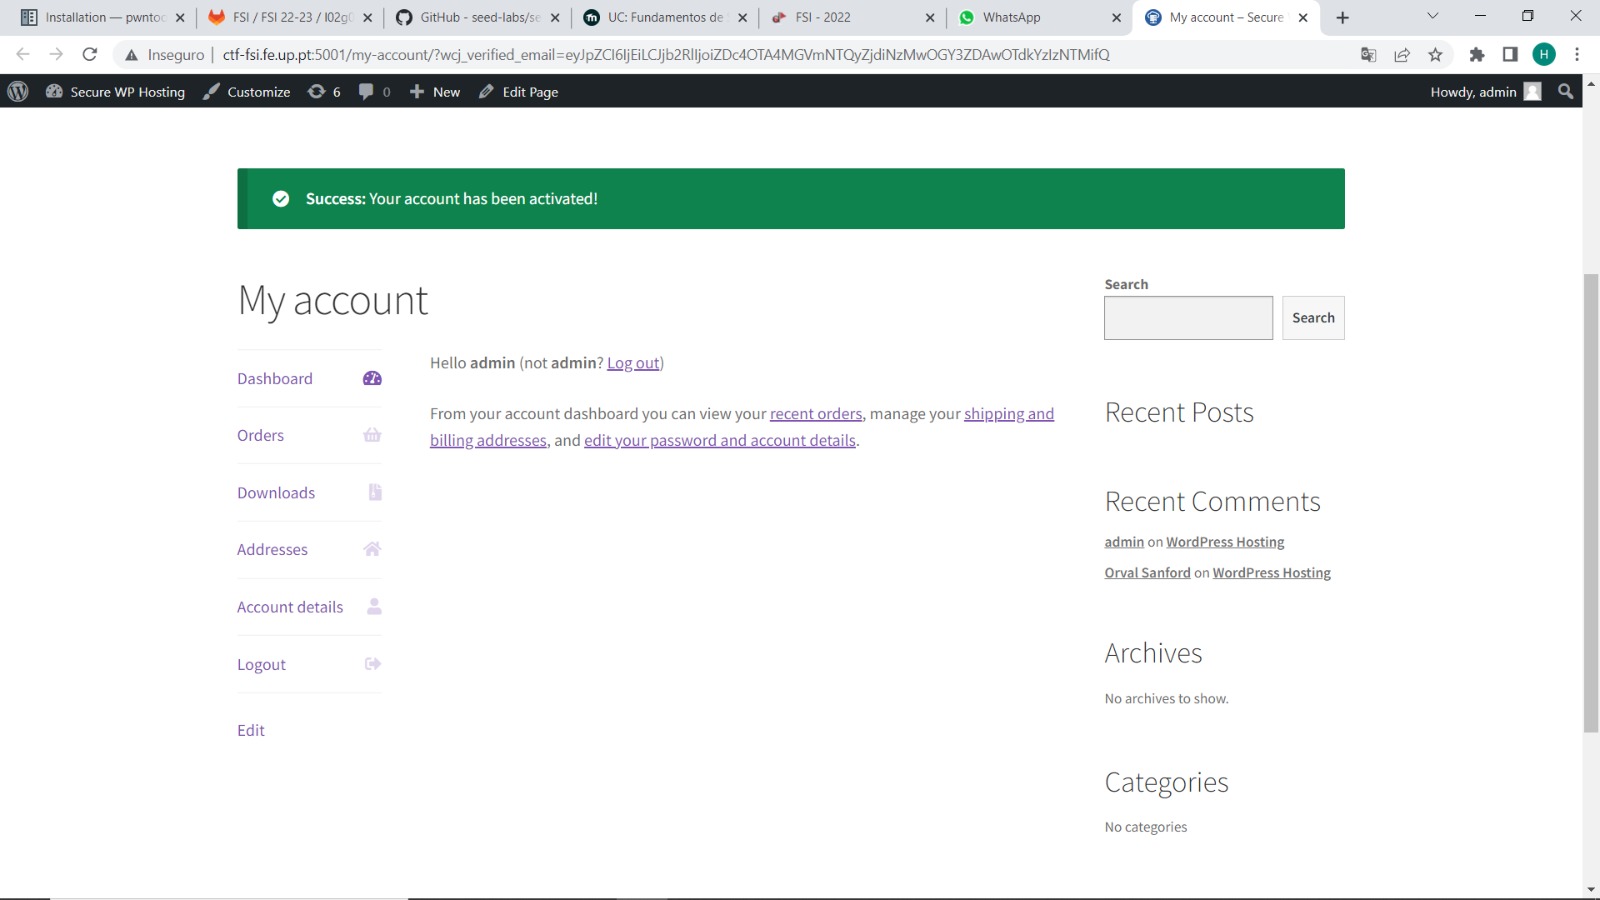 Installation — pwntoo
FSI / FSI 22-23 / l02g0
GitHub - seed-labs/se
UC: Fundamentos de
FSI - 2022
WhatsApp
My account – Secure
Inseguro | ctf-fsi.fe.up.pt:5001/my-account/?wcj_verified_email=eyJpZCI6IjEiLCJjb2RlIjoiZDc4OTA4MGVmNTQyZjdiNzMwOGY3ZDAwOTdkYzIzNTMifQ
H
Secure WP Hosting
Customize
6
0
New
Edit Page
Howdy, admin
Success: Your account has been activated!
My account
Dashboard
Orders
Downloads
Addresses
Account details
Logout
Edit
Hello admin (not admin? Log out)
From your account dashboard you can view your recent orders, manage your shipping and
billing addresses, and edit your password and account details.
Search
Search
Recent Posts
Recent Comments
admin on WordPress Hosting
Orval Sanford on WordPress Hosting
Archives
No archives to show.
Categories
No categories